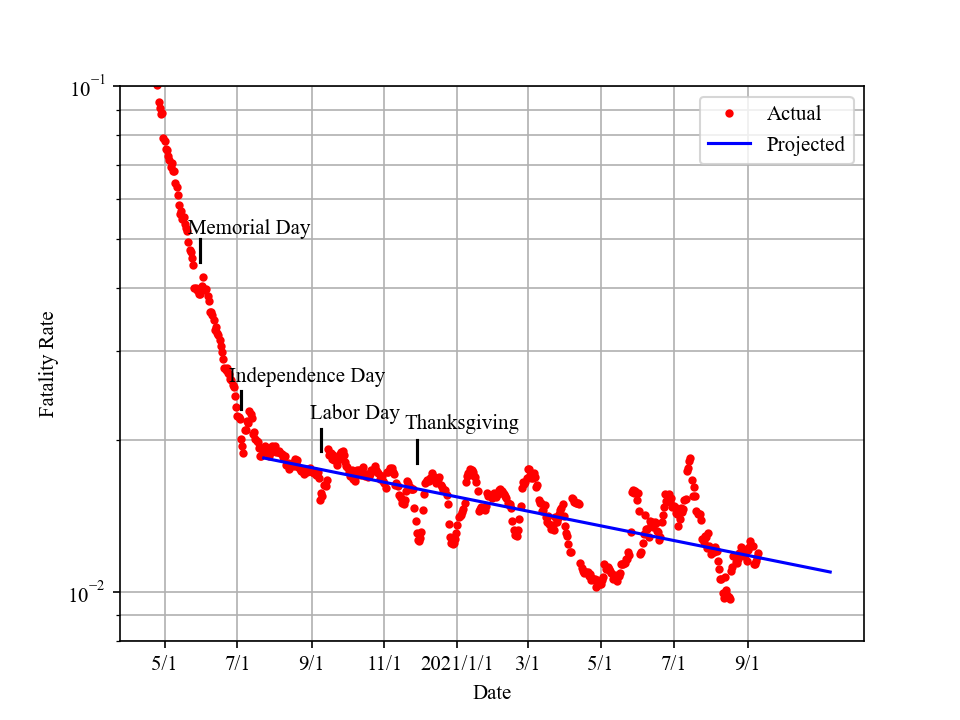 10⁻¹
Actual
Projected
Memorial Day
Independence Day
Labor Day
Thanksgiving
Fatality Rate
10⁻²
5/1 7/1 9/1 11/1 2021/1/1 3/1 5/1 7/1 9/1
Date